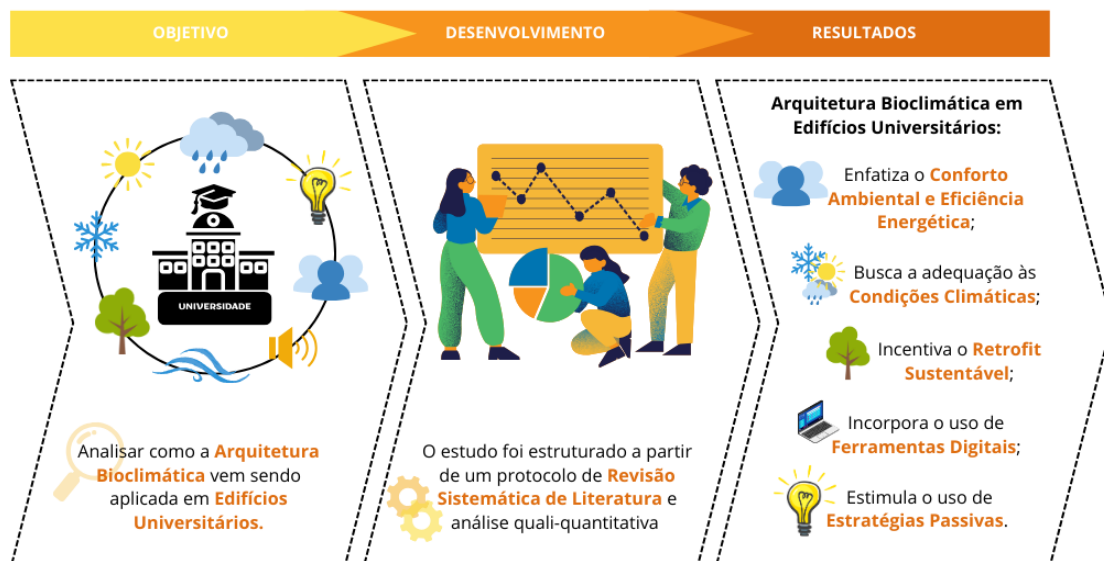 OBJETIVO
DESENVOLVIMENTO
RESULTADOS
UNIVERSIDADE
Analisar como a Arquitetura
Bioclimática vem sendo
aplicada em Edifícios
Universitários.
O estudo foi estruturado a partir
de um protocolo de Revisão
Sistemática de Literatura e
análise quali-quantitativa
Arquitetura Bioclimática em
Edifícios Universitários:
Enfatiza o Conforto
Ambiental e Eficiência
Energética;
Busca a adequação às
Condições Climáticas;
Incentiva o Retrofit
Sustentável;
Incorpora o uso de
Ferramentas Digitais;
Estimula o uso de
Estratégias Passivas.